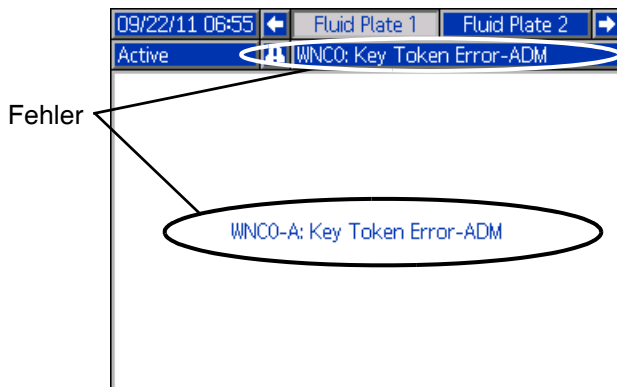 09/22/11 06:55 Fluid Plate 1 Fluid Plate 2
Active WNC0: Key Token Error-ADM
Fehler
WNC0-A: Key Token Error-ADM